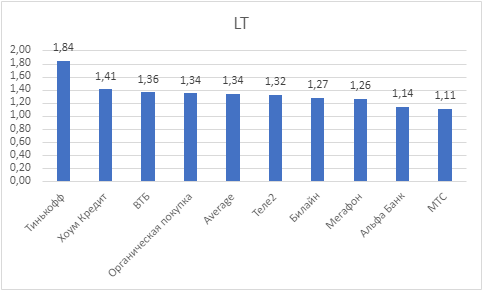 LT
2,00
1,80
1,60
1,40
1,20
1,00
0,80
0,60
0,40
0,20
0,00
1,84
1,41
1,36
1,34
1,34
1,32
1,27
1,26
1,14
1,11
Тинькофф
Хоум Кредит
ВТБ
Органическая покупка
Average
Теле2
Билайн
Мегафон
Альфа Банк
МТС